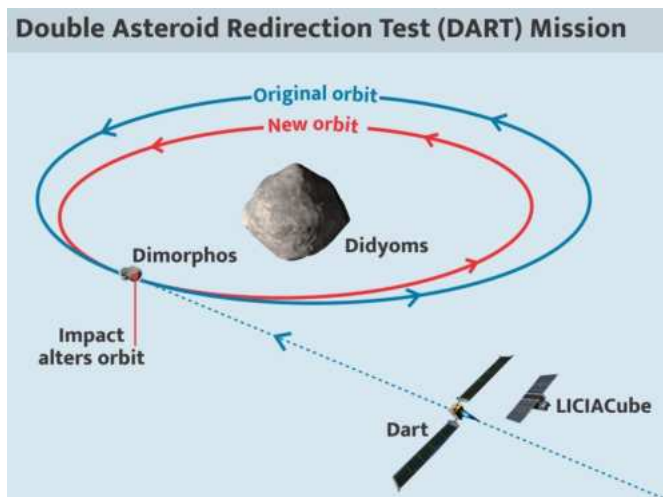 Double Asteroid Redirection Test (DART) Mission
Original orbit
New orbit
Didyoms
Dimorphos
Impact
alters orbit
LICIACube
Dart